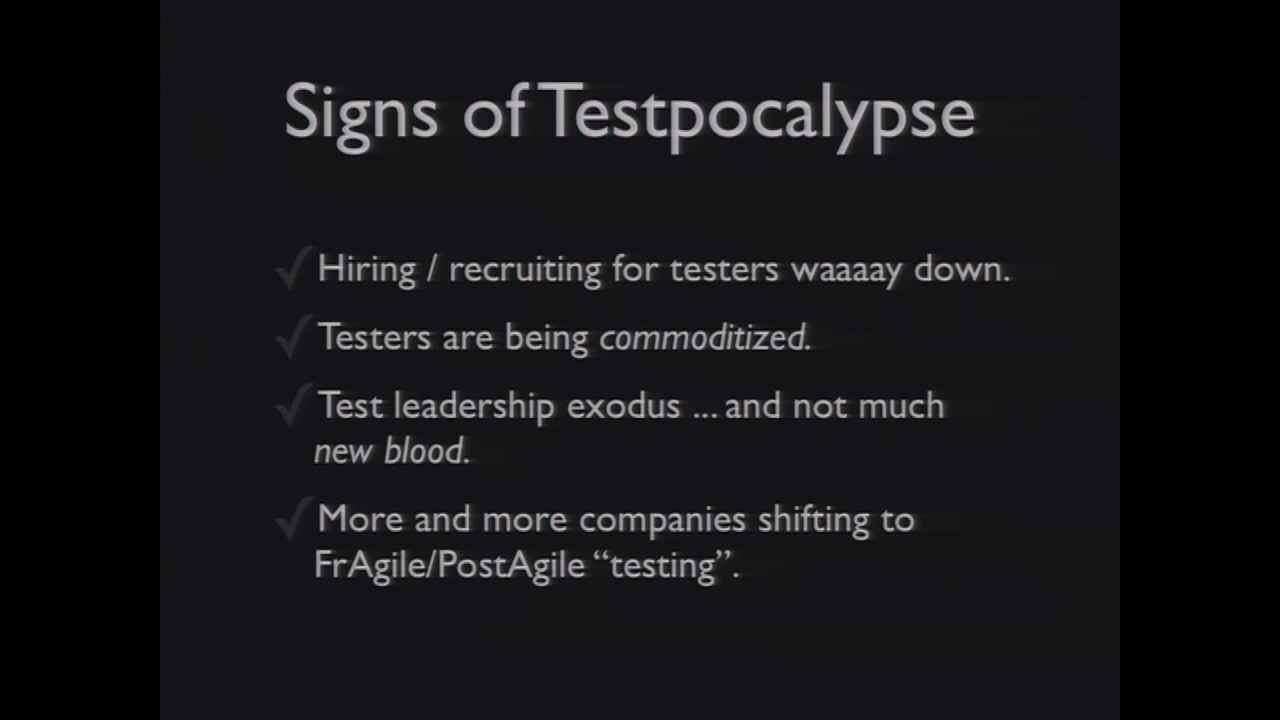 Signs of Testpocalypse
✓Hiring / recruiting for testers waaaay down.
✓Testers are being commoditized.
✓Test leadership exodus ... and not much
new blood.
✓More and more companies shifting to
FrAgile/PostAgile “testing”.